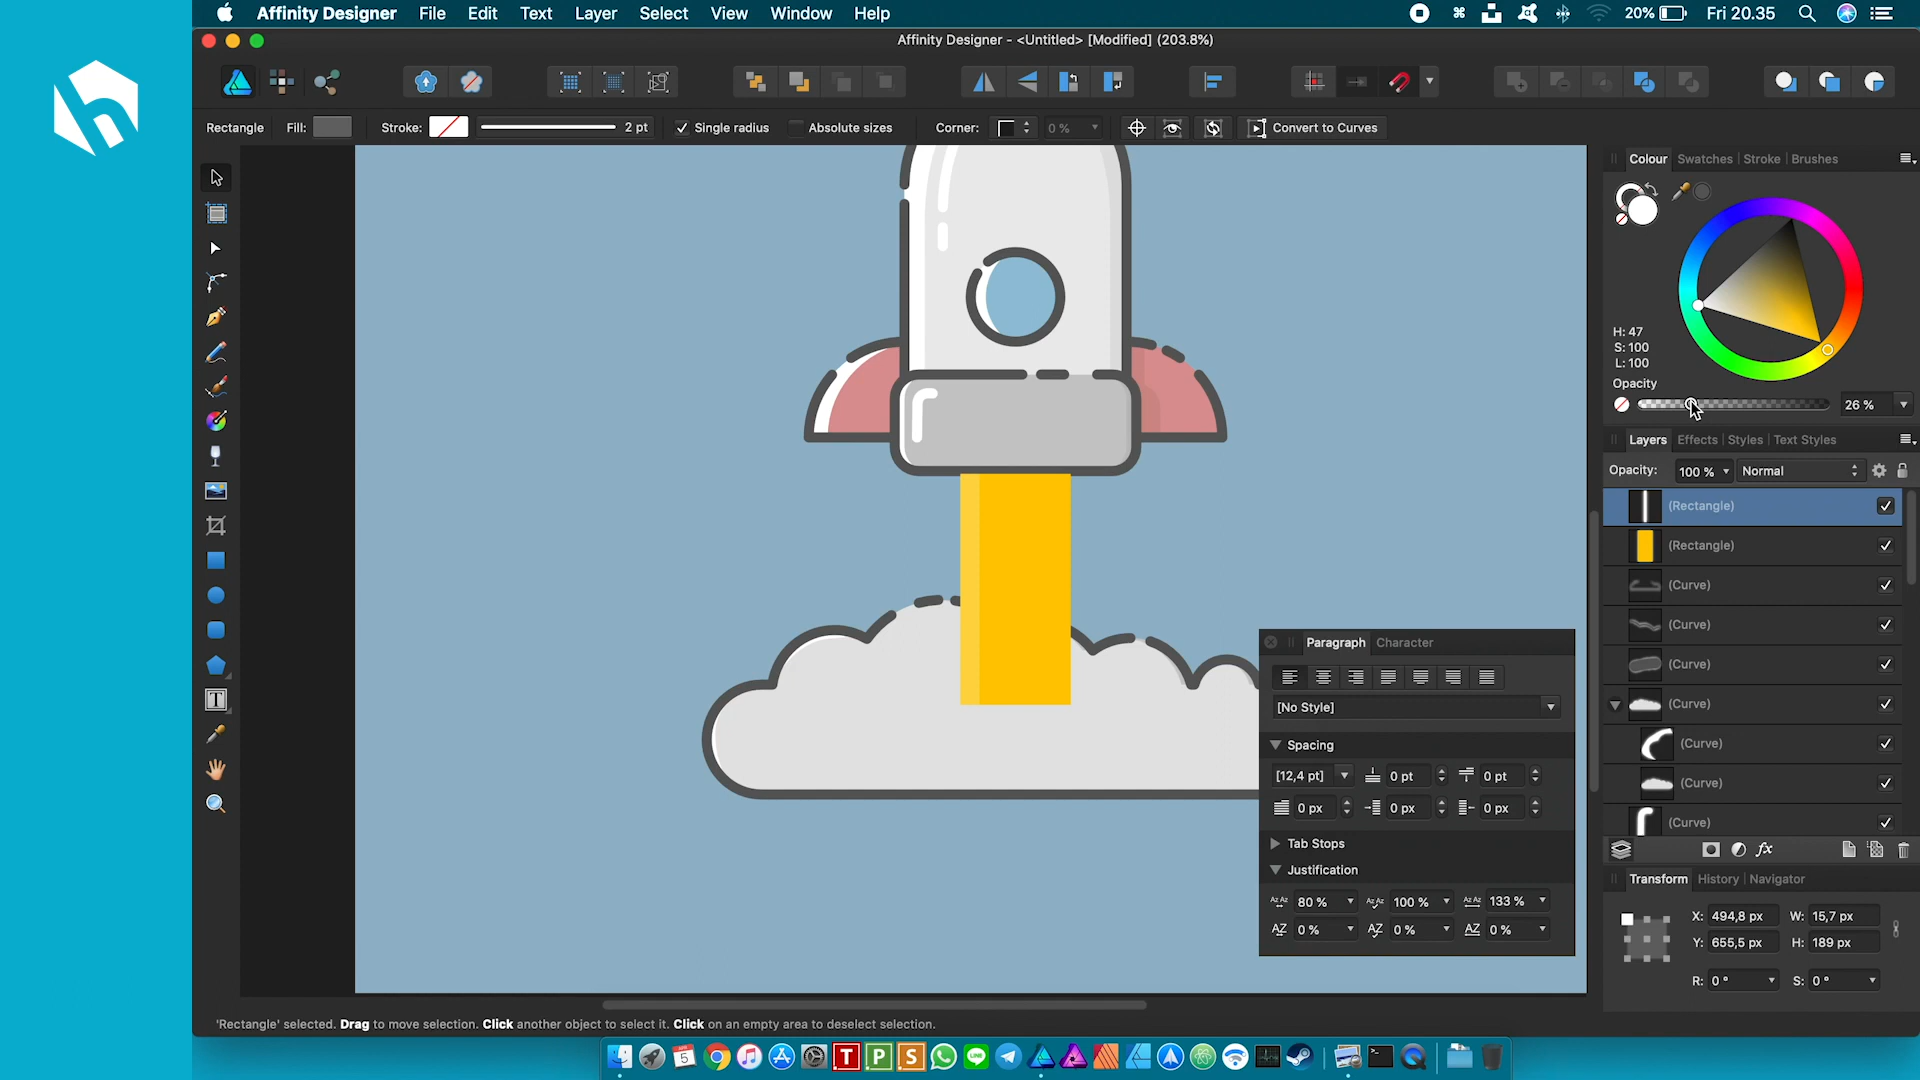 Affinity Designer File Edit Text Layer Select View Window Help 20% Fri 20.35
Affinity Designer - <Untitled> [Modified] (203.8%)
Rectangle Fill: Stroke: 2 pt Single radius Absolute sizes Corner: 0 % Convert to Curves
Colour Swatches Stroke Brushes
H: 47
S: 100
L: 100
Opacity
26 %
Layers Effects Styles Text Styles
Opacity: 100 % Normal
(Rectangle)
(Rectangle)
(Curve)
(Curve)
(Curve)
(Curve)
(Curve)
(Curve)
(Curve)
fx
Paragraph Character
[No Style]
Spacing
[12,4 pt] 0 pt 0 pt
0 px 0 px 0 px
Tab Stops
Justification
80 % 100 % 133 %
0 % 0 % 0 %
Transform History Navigator
X: 494,8 px W: 15,7 px
Y: 655,5 px H: 189 px
R: 0 ° S: 0 °
'Rectangle' selected. Drag to move selection. Click another object to select it. Click on an empty area to deselect selection.
5 T P S LINE